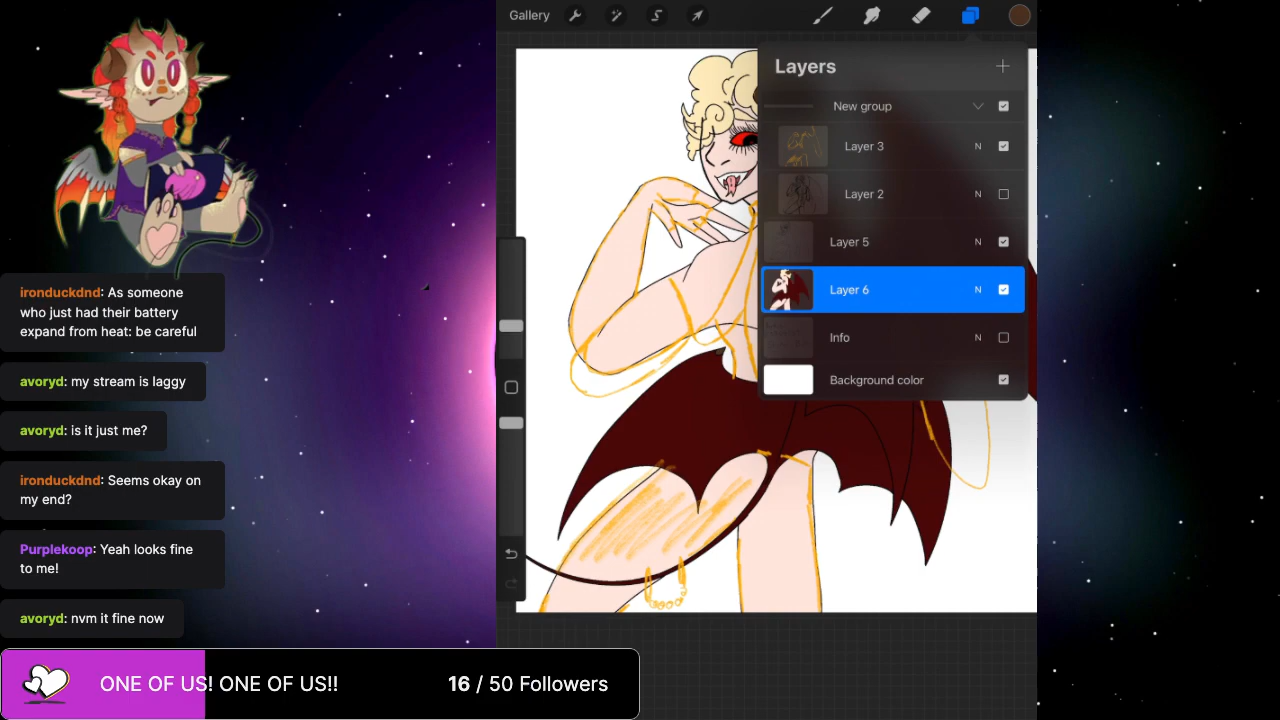 Gallery
Layers
New group
Layer 3 N
Layer 2 N
Layer 5 N
Layer 6 N
Info N
Background color
ironduckdnd: As someone
who just had their battery
expand from heat: be careful
avoryd: my stream is laggy
avoryd: is it just me?
ironduckdnd: Seems okay on
my end?
Purplekoop: Yeah looks fine
to me!
avoryd: nvm it fine now
ONE OF US! ONE OF US!! 16 / 50 Followers